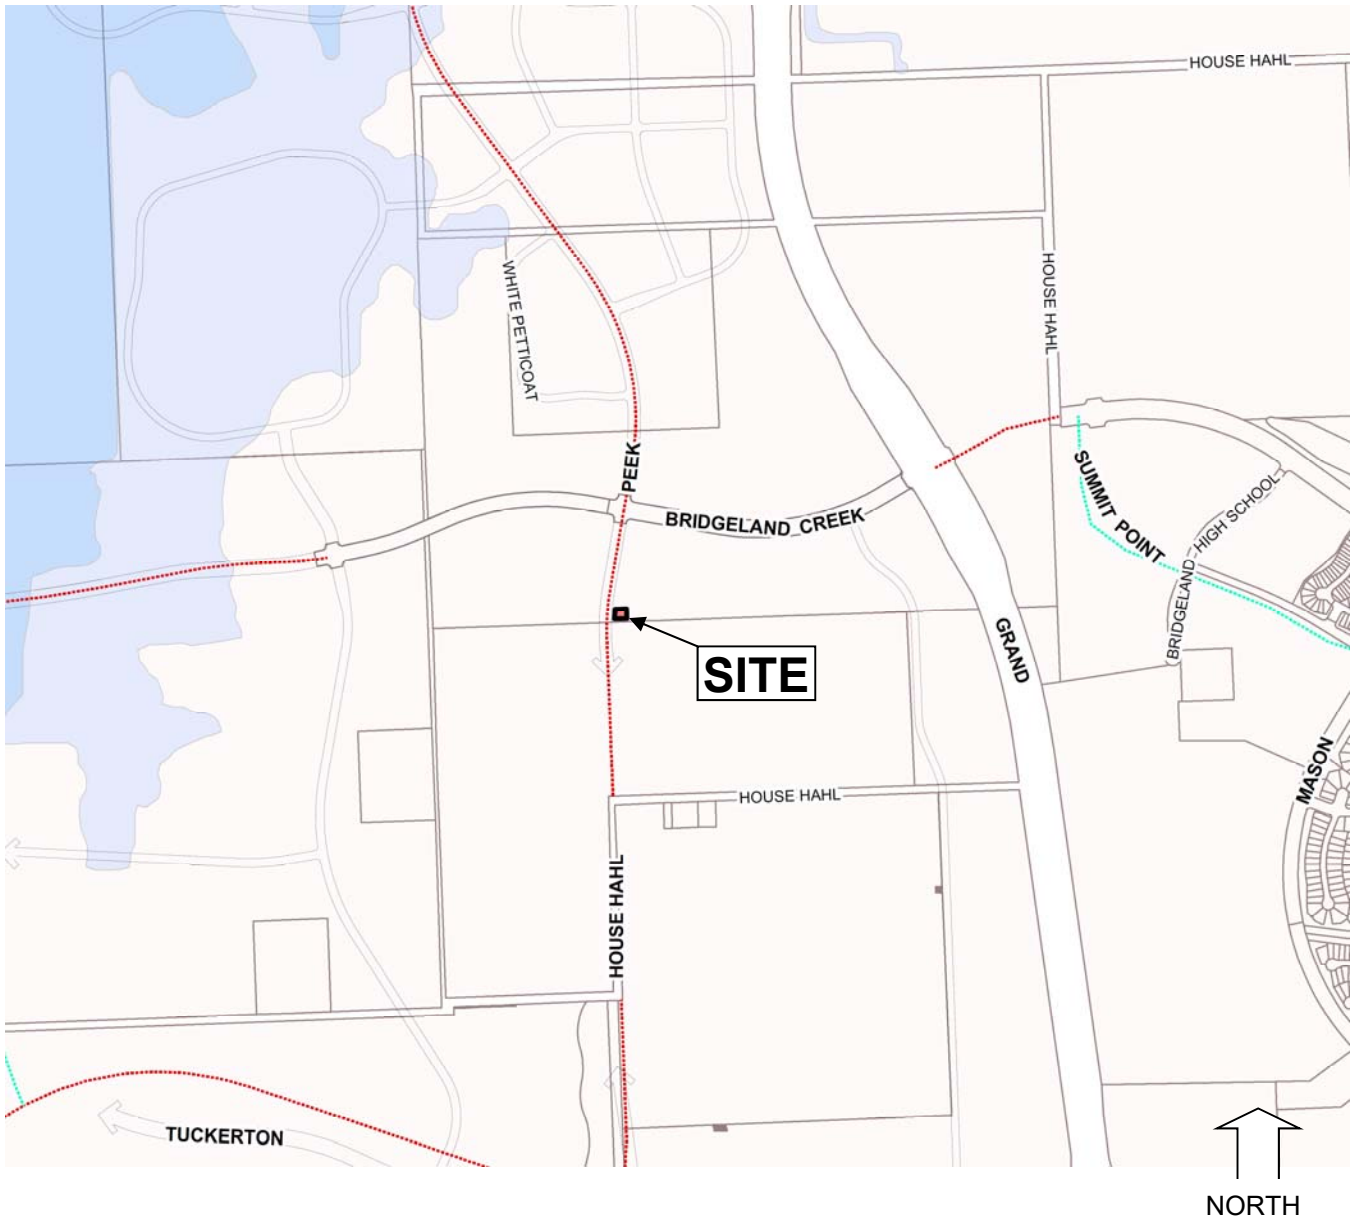 HOUSE HAHL
HOUSE HAHL
WHITE PETTICOAT
PEEK
BRIDGELAND CREEK
SUMMIT POINT
BRIDGELAND HIGH SCHOOL
SITE
GRAND
MASON
HOUSE HAHL
HOUSE HAHL
TUCKERTON
NORTH